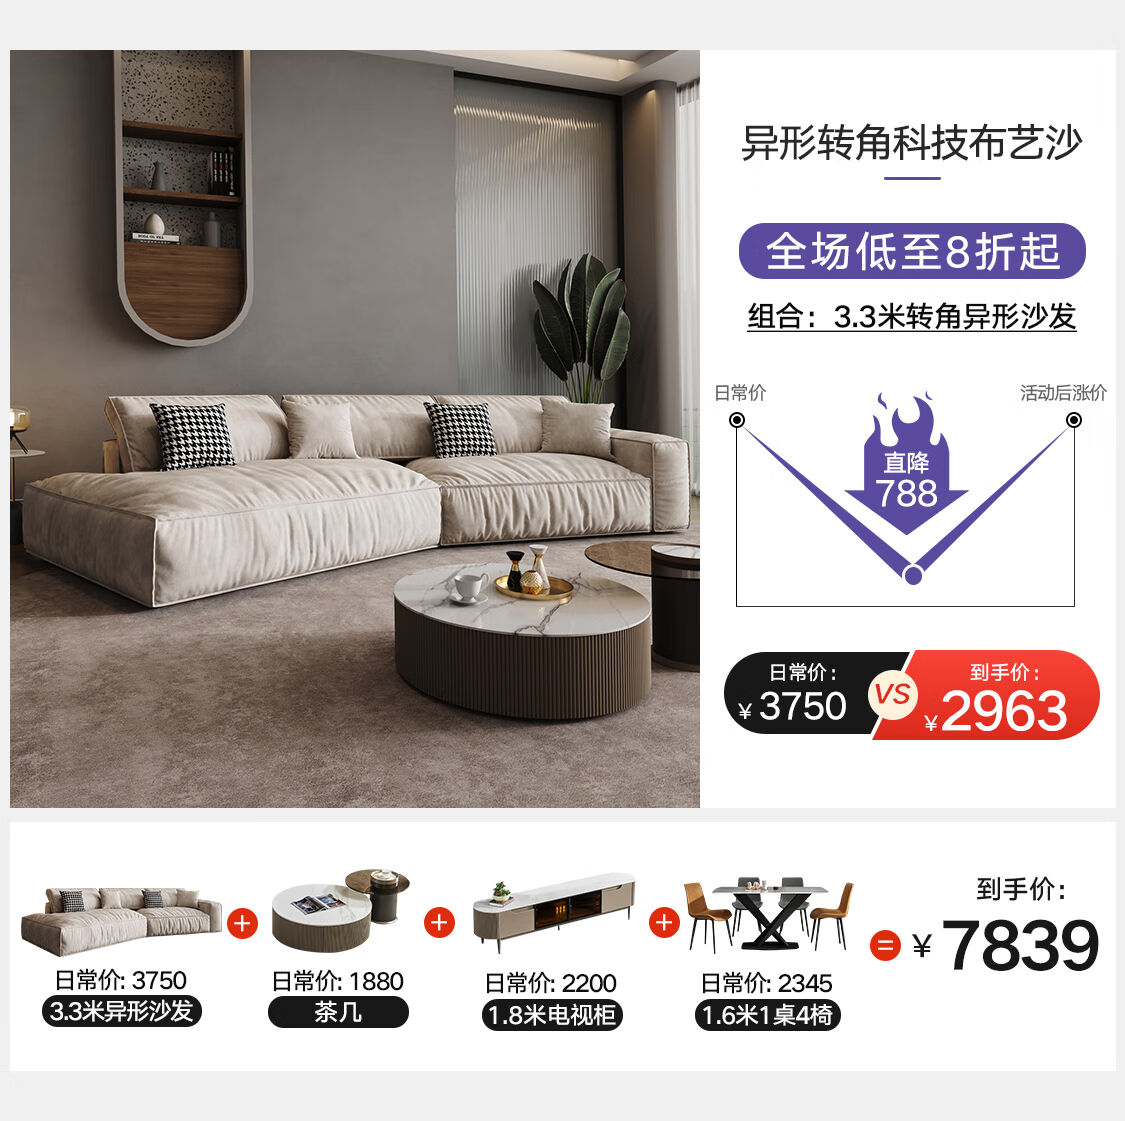 异形转角科技布艺沙
全场低至8折起
组合：3.3米转角异形沙发
日常价
活动后涨价
直降
788
日常价：
¥3750
VS
到手价：
¥2963
日常价: 3750
3.3米异形沙发
+
日常价: 1880
茶几
+
日常价: 2200
1.8米电视柜
+
日常价: 2345
1.6米1桌4椅
=
到手价：
¥7839